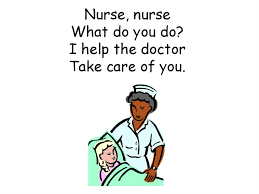 Nurse, nurse
What do you do?
I help the doctor
Take care of you.